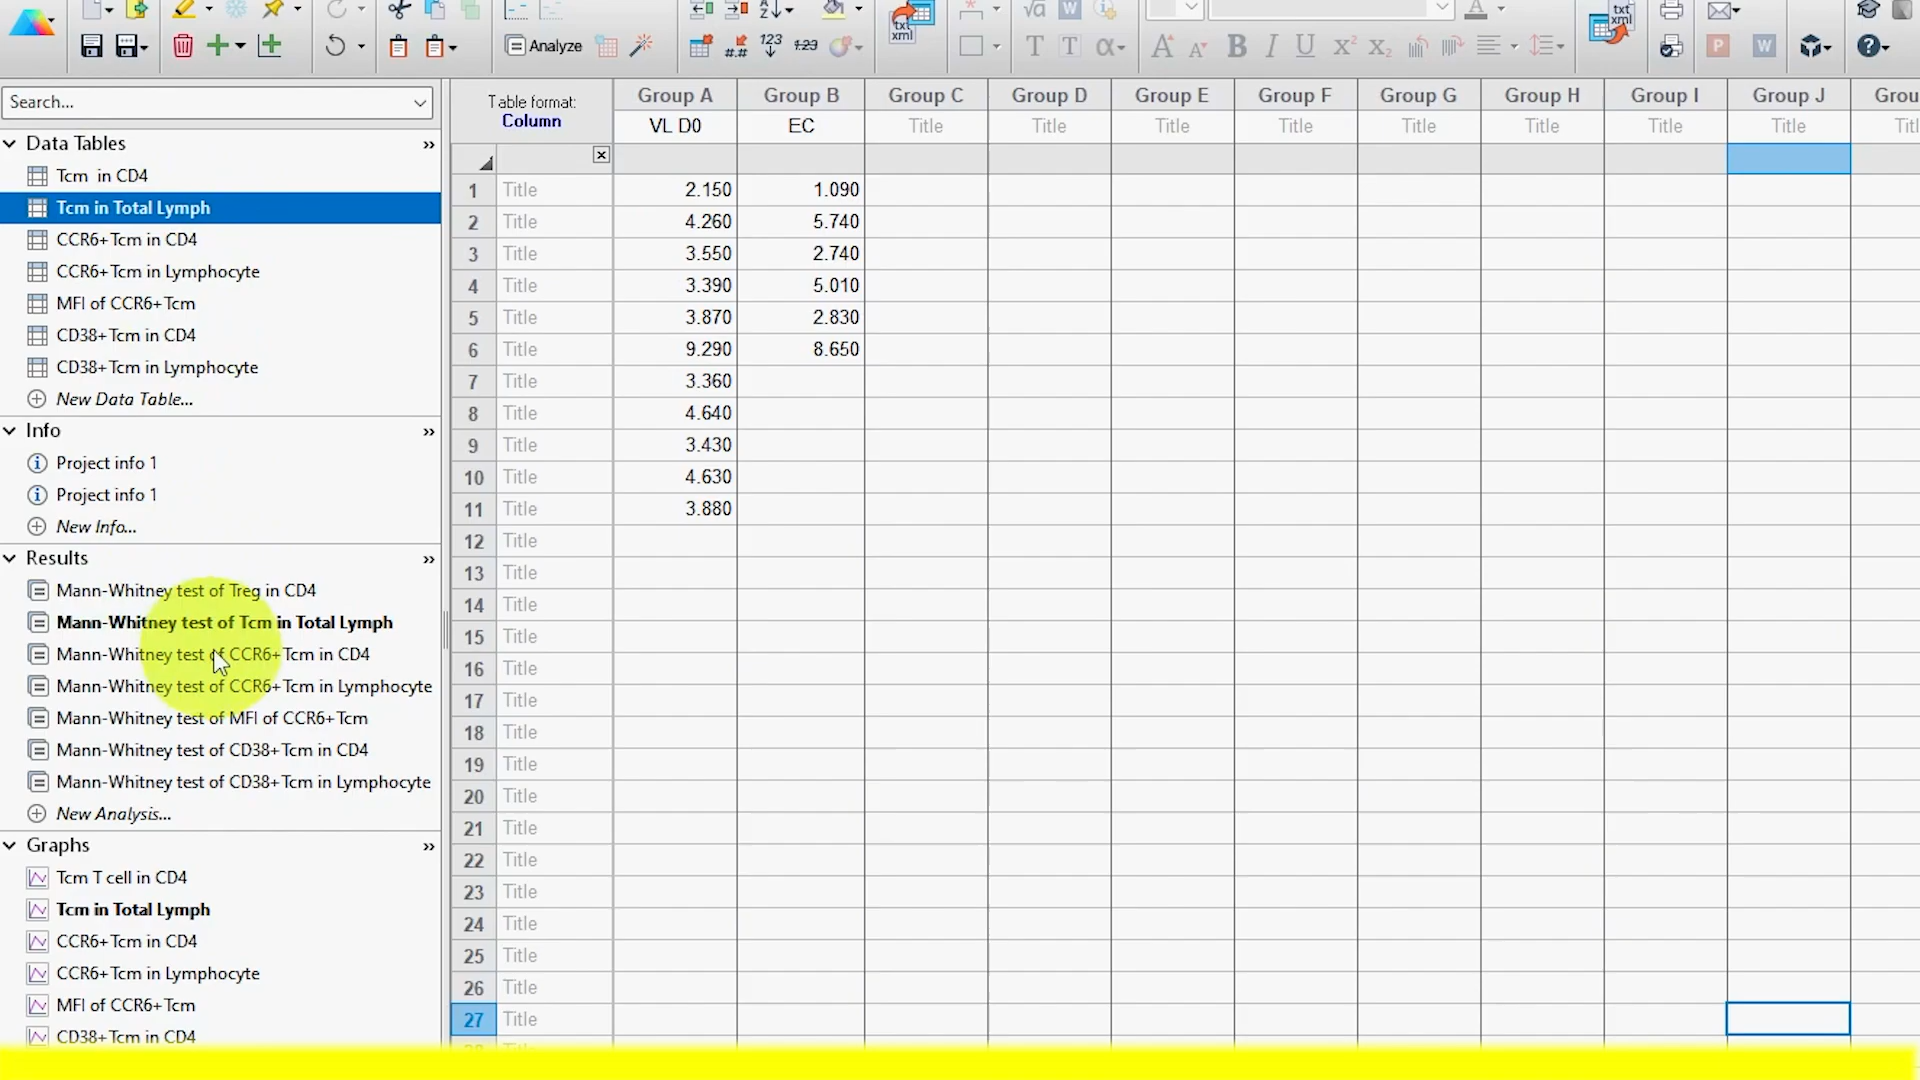 txt
xml
Analyze
123
123
#.##
W
T
T
A
A
B
I
U
X²
X₂
A
txt
xml
P
W
Search...
Data Tables
Tcm in CD4
Tcm in Total Lymph
CCR6+Tcm in CD4
CCR6+Tcm in Lymphocyte
MFI of CCR6+Tcm
CD38+Tcm in CD4
CD38+Tcm in Lymphocyte
New Data Table...
Info
Project info 1
Project info 1
New Info...
Results
Mann-Whitney test of Treg in CD4
Mann-Whitney test of Tcm in Total Lymph
Mann-Whitney test of CCR6+Tcm in CD4
Mann-Whitney test of CCR6+Tcm in Lymphocyte
Mann-Whitney test of MFI of CCR6+Tcm
Mann-Whitney test of CD38+Tcm in CD4
Mann-Whitney test of CD38+Tcm in Lymphocyte
New Analysis...
Graphs
Tcm T cell in CD4
Tcm in Total Lymph
CCR6+Tcm in CD4
CCR6+Tcm in Lymphocyte
MFI of CCR6+Tcm
CD38+Tcm in CD4
Table format:
Column
Group A Group B Group C Group D Group E Group F Group G Group H Group I Group J Grou
VL D0 EC Title Title Title Title Title Title Title Title Titl
1 Title 2.150 1.090
2 Title 4.260 5.740
3 Title 3.550 2.740
4 Title 3.390 5.010
5 Title 3.870 2.830
6 Title 9.290 8.650
7 Title 3.360
8 Title 4.640
9 Title 3.430
10 Title 4.630
11 Title 3.880
12 Title
13 Title
14 Title
15 Title
16 Title
17 Title
18 Title
19 Title
20 Title
21 Title
22 Title
23 Title
24 Title
25 Title
26 Title
27 Title